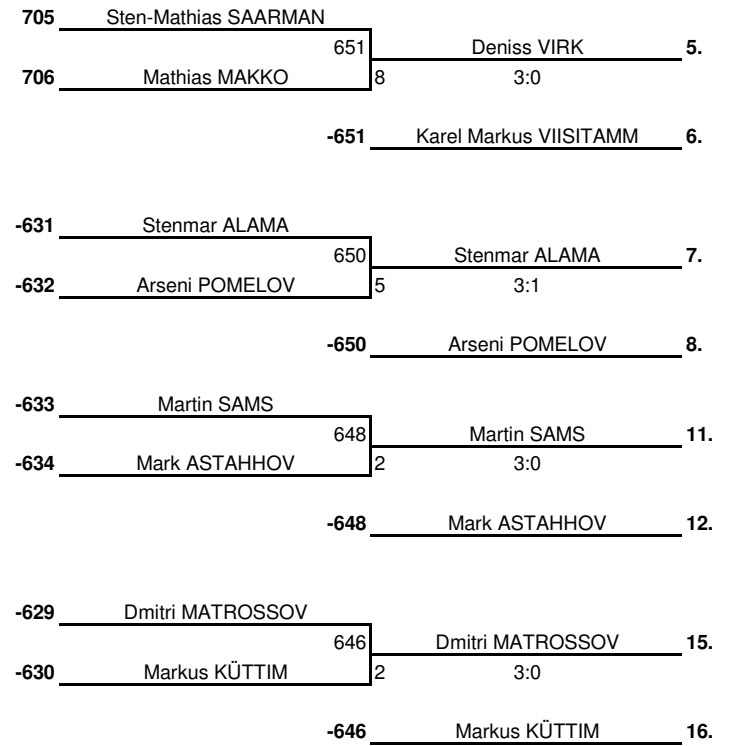 705 Sten-Mathias SAARMAN
651 Deniss VIRK 5.
706 Mathias MAKKO 8 3:0
-651 Karel Markus VIISITAMM 6.
-631 Stenmar ALAMA
650 Stenmar ALAMA 7.
-632 Arseni POMELOV 5 3:1
-650 Arseni POMELOV 8.
-633 Martin SAMS
648 Martin SAMS 11.
-634 Mark ASTAHHOV 2 3:0
-648 Mark ASTAHHOV 12.
-629 Dmitri MATROSSOV
646 Dmitri MATROSSOV 15.
-630 Markus KÜTTIM 2 3:0
-646 Markus KÜTTIM 16.